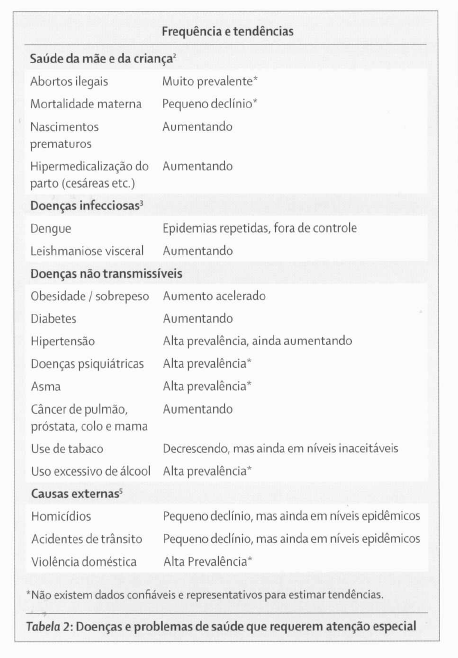 Frequência e tendências
Saúde da mãe e da criança²
Abortos ilegais Muito prevalente*
Mortalidade materna Pequeno declínio*
Nascimentos Aumentando
prematuros
Hipermedicalização do Aumentando
parto (cesáreas etc.)
Doenças infecciosas³
Dengue Epidemias repetidas, fora de controle
Leishmaniose visceral Aumentando
Doenças não transmissíveis
Obesidade / sobrepeso Aumento acelerado
Diabetes Aumentando
Hipertensão Alta prevalência, ainda aumentando
Doenças psiquiátricas Alta prevalência*
Asma Alta prevalência*
Câncer de pulmão, Aumentando
próstata, colo e mama
Use de tabaco Decrescendo, mas ainda em níveis inaceitáveis
Uso excessivo de álcool Alta prevalência*
Causas externas⁵
Homicídios Pequeno declínio, mas ainda em níveis epidêmicos
Acidentes de trânsito Pequeno declínio, mas ainda em níveis epidêmicos
Violência doméstica Alta Prevalência*
*Não existem dados confiáveis e representativos para estimar tendências.
Tabela 2: Doenças e problemas de saúde que requerem atenção especial